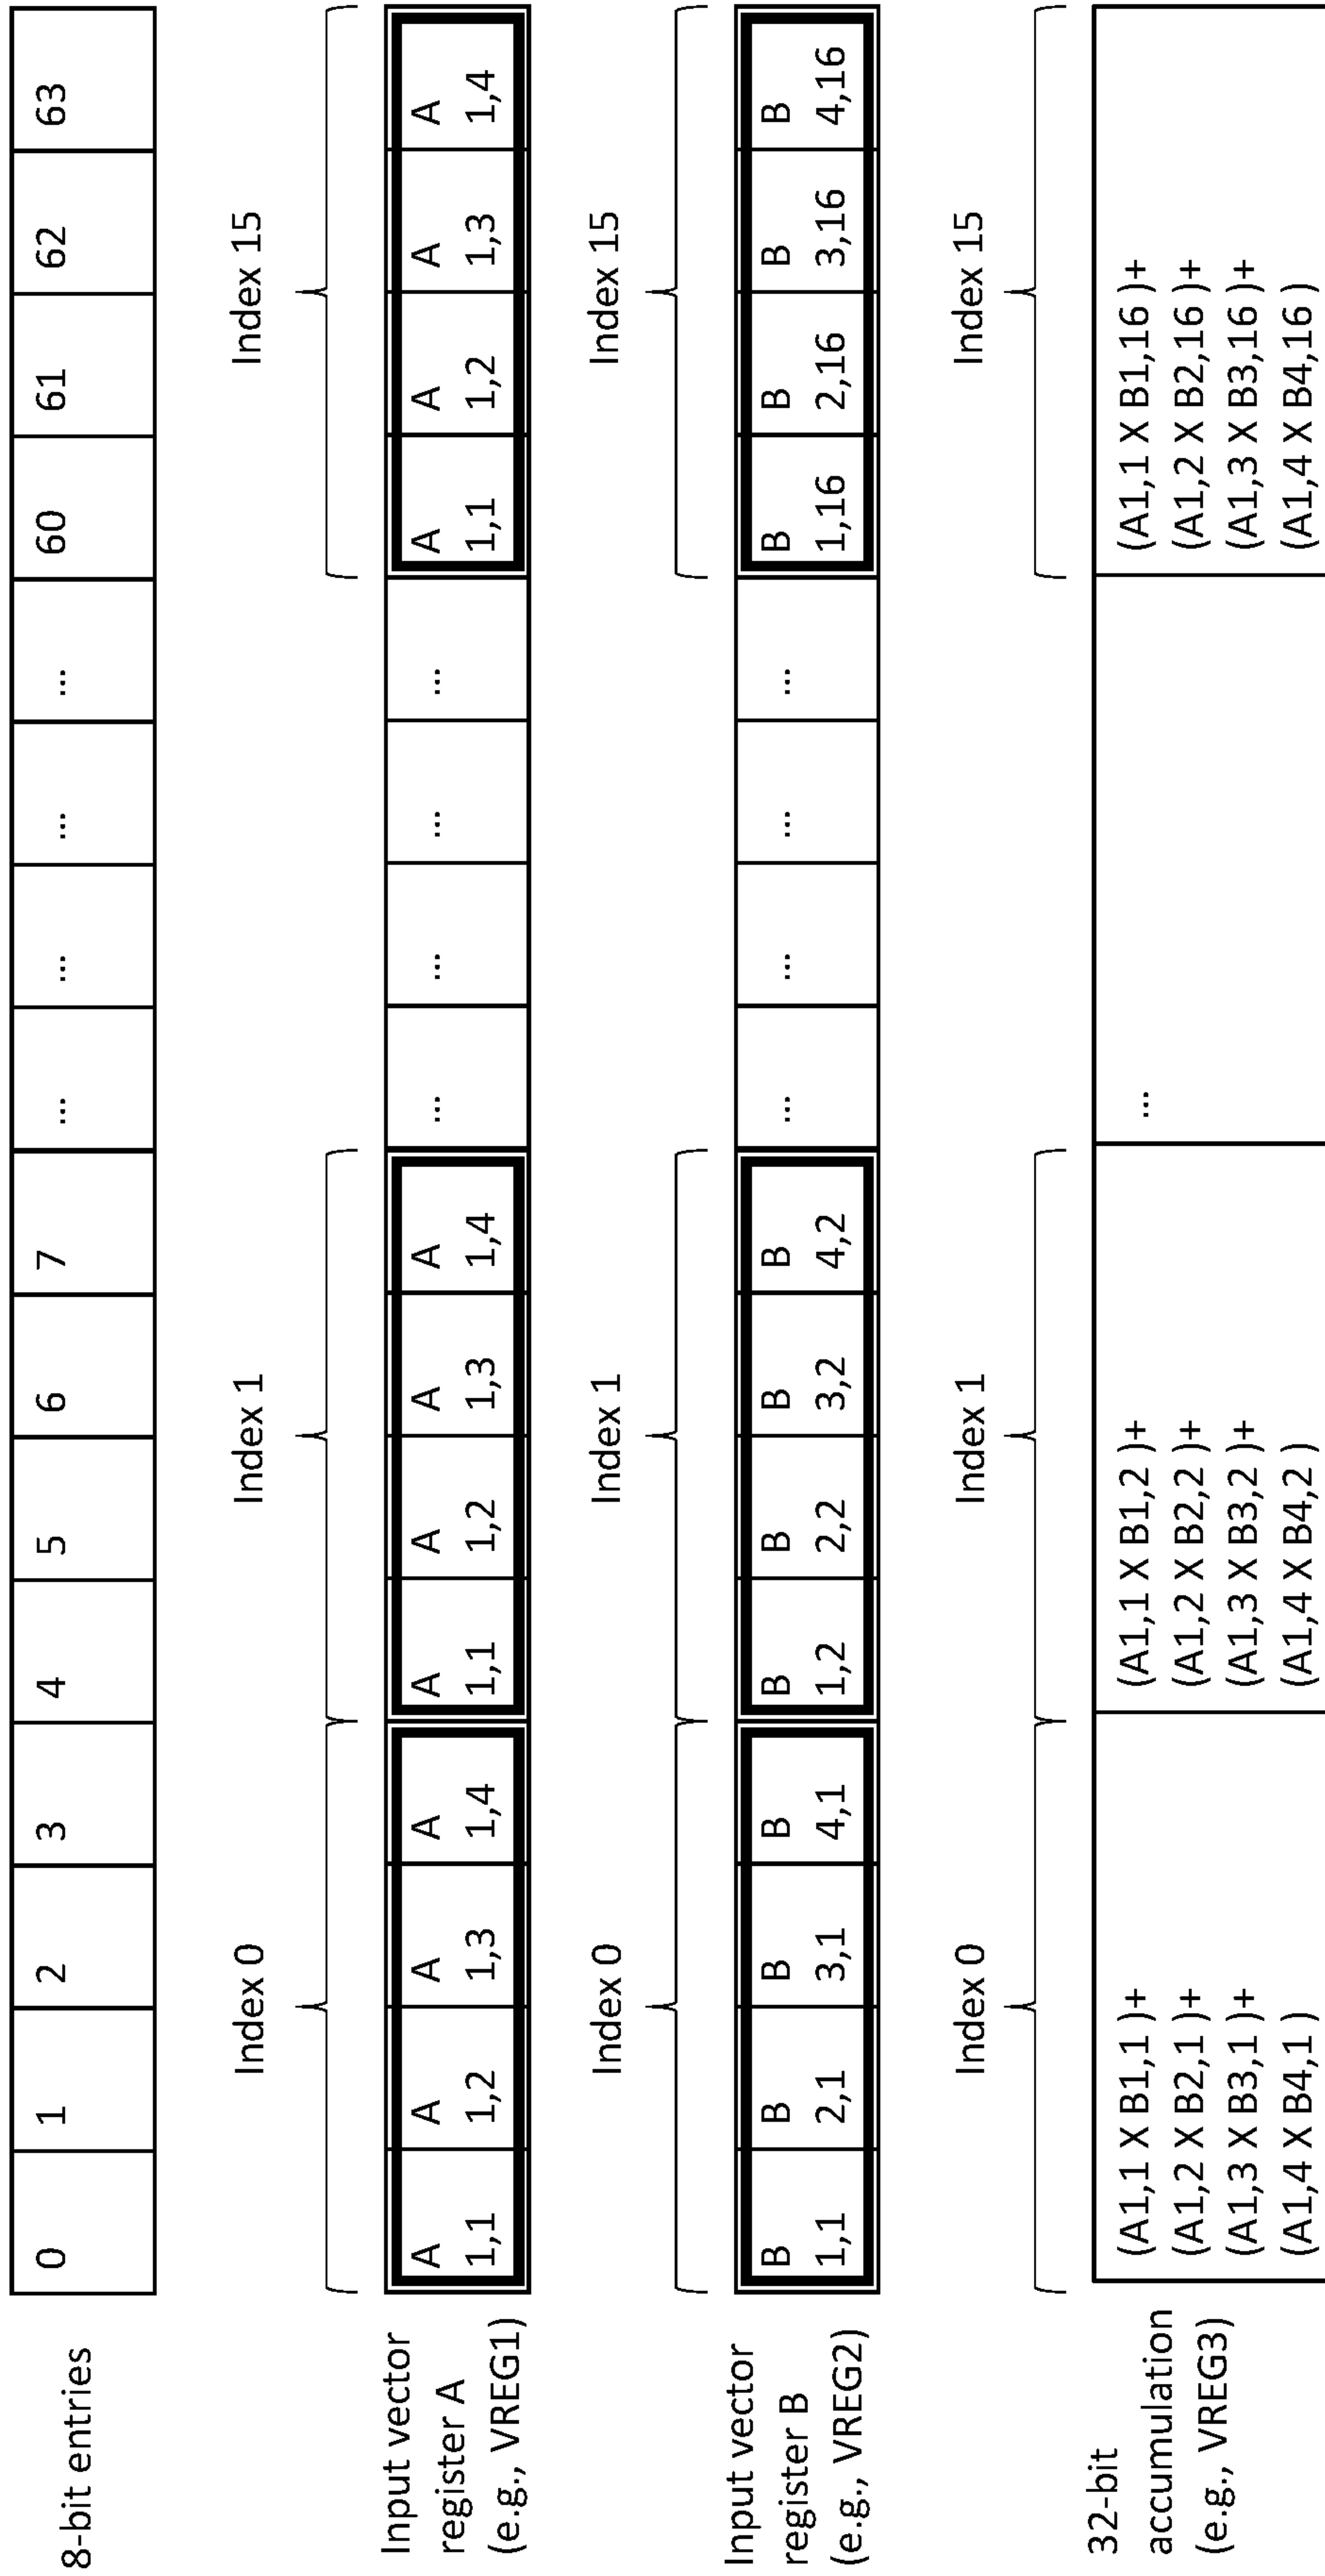 8-bit entries
0 1 2 3 4 5 6 7 ... ... ... ... 60 61 62 63
Index 0 Index 1 Index 15
Input vector
register A
(e.g., VREG1)
A A A A A A A A ... ... ... ... A A A A
1,1 1,2 1,3 1,4 1,1 1,2 1,3 1,4 1,1 1,2 1,3 1,4
Index 0 Index 1 Index 15
Input vector
register B
(e.g., VREG2)
B B B B B B B B ... ... ... ... B B B B
1,1 2,1 3,1 4,1 1,2 2,2 3,2 4,2 1,16 2,16 3,16 4,16
Index 0 Index 1 Index 15
32-bit
accumulation
(e.g., VREG3)
(A1,1 X B1,1 )+
(A1,2 X B2,1 )+
(A1,3 X B3,1 )+
(A1,4 X B4,1 )
(A1,1 X B1,2 )+
(A1,2 X B2,2 )+
(A1,3 X B3,2 )+
(A1,4 X B4,2 )
...
(A1,1 X B1,16 )+
(A1,2 X B2,16 )+
(A1,3 X B3,16 )+
(A1,4 X B4,16 )